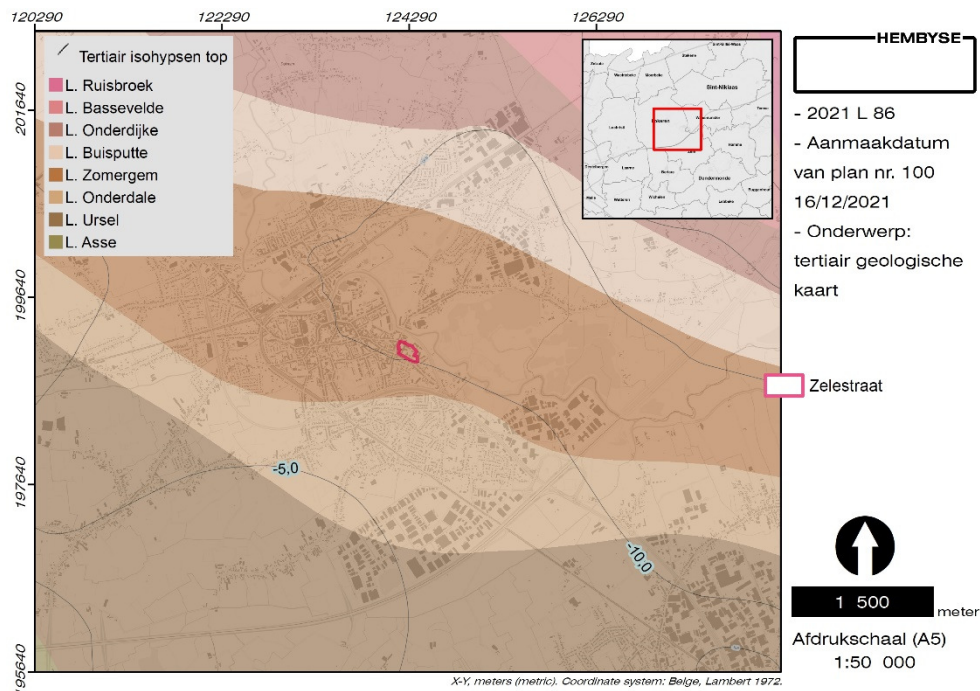 120290 122290 124290 126290
201640
199640
197640
195640
Tertiair isohypsen top
L. Ruisbroek
L. Bassevelde
L. Onderdijke
L. Buisputte
L. Zomergem
L. Onderdale
L. Ursel
L. Asse
Sint-Niklaas
-5,0
-10,0
X-Y, meters (metric). Coordinate system: Belge, Lambert 1972.
HEMBYSE
- 2021 L 86
- Aanmaakdatum
van plan nr. 100
16/12/2021
- Onderwerp:
tertiair geologische
kaart
Zelestraat
1 500
meter
Afdrukschaal (A5)
1:50 000